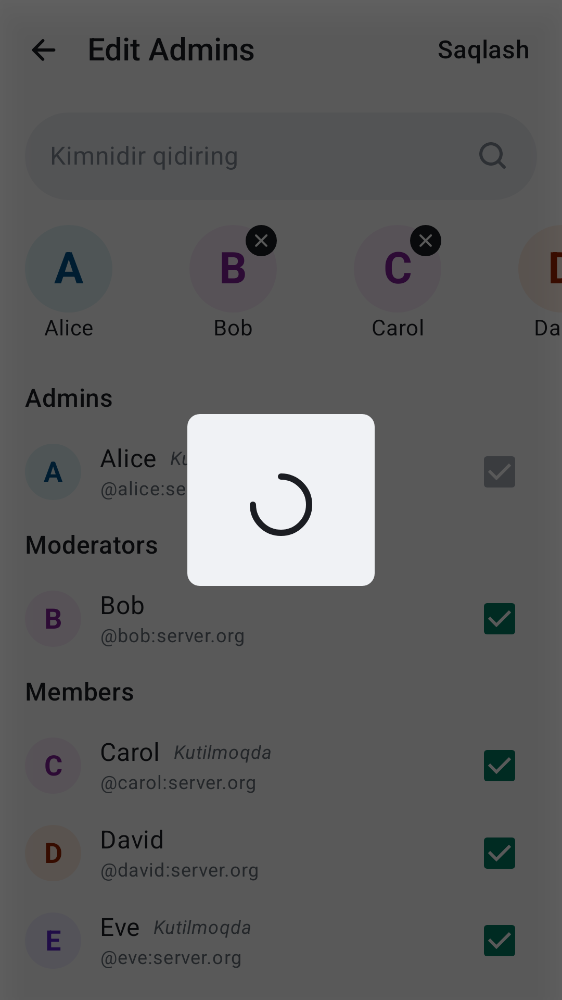 Edit Admins
Saqlash
Kimnidir qidiring
A
B
C
D
Alice
Bob
Carol
Da
Admins
A
Alice
@alice:se
Moderators
B
Bob
@bob:server.org
Members
C
Carol Kutilmoqda
@carol:server.org
D
David
@david:server.org
E
Eve Kutilmoqda
@eve:server.org